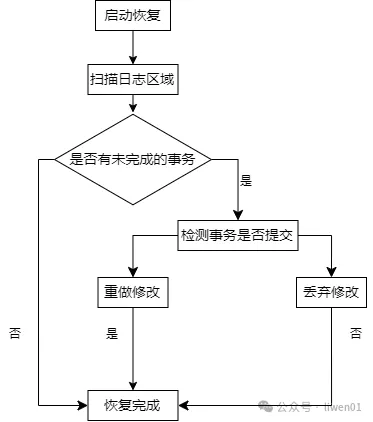 启动恢复
扫描日志区域
是否有未完成的事务
是
检测事务是否提交
重做修改
丢弃修改
否
是
否
恢复完成
公众号 · liwen01